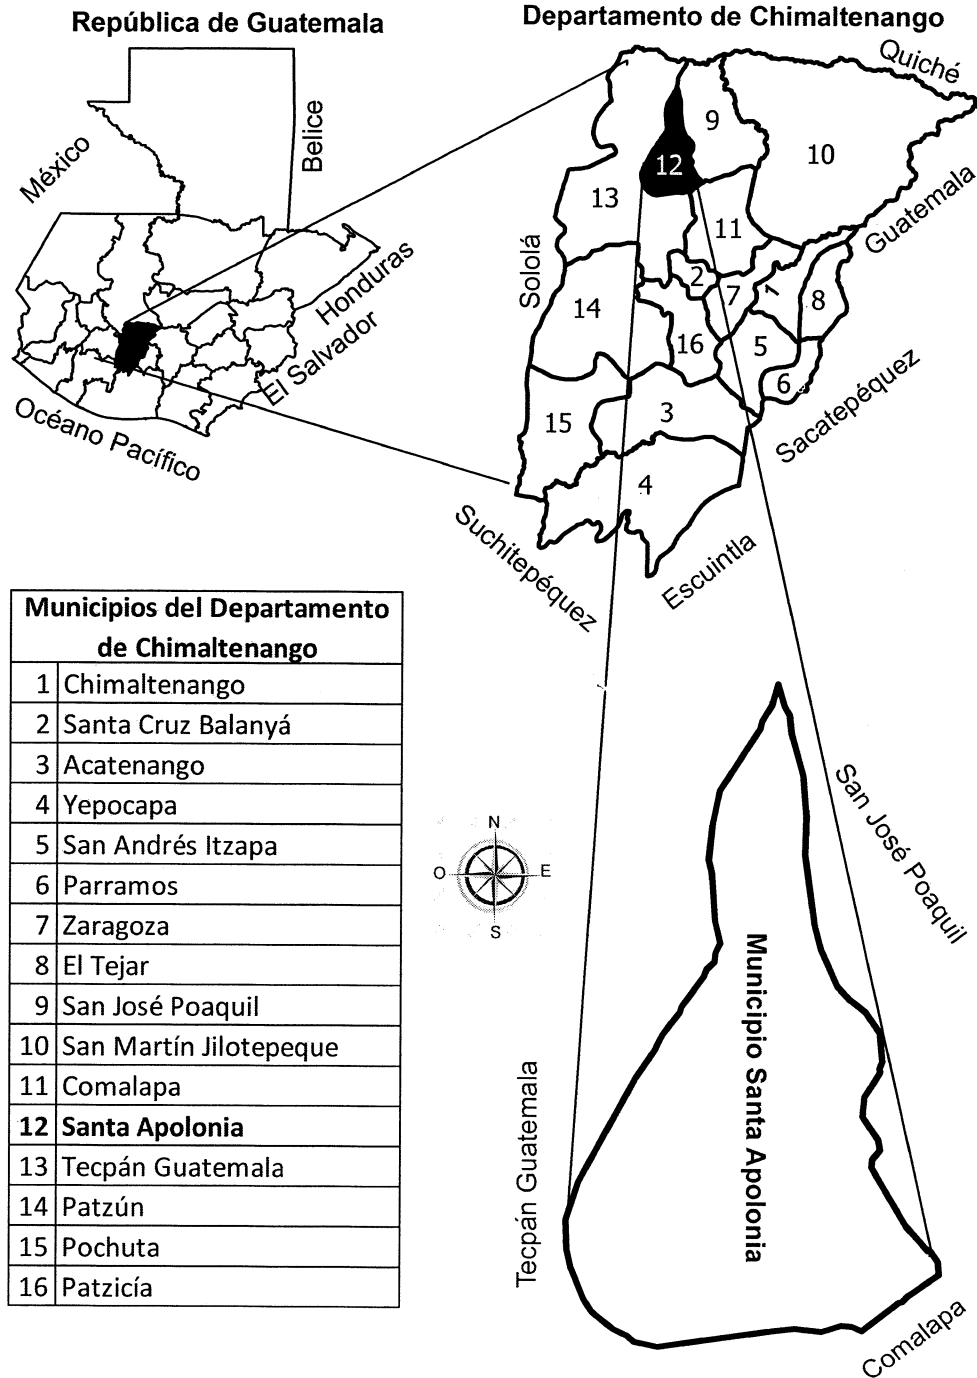 República de Guatemala
México
Belice
Honduras
El Salvador
Océano Pacífico
Departamento de Chimaltenango
Quiché
Guatemala
Sololá
Sacatepéquez
Suchitepéquez
Escuintla
9
10
12
13
11
2
7
1
8
14
16
5
6
15
3
4
Municipios del Departamento
de Chimaltenango
1 Chimaltenango
2 Santa Cruz Balanyá
3 Acatenango
4 Yepocapa
5 San Andrés Itzapa
6 Parramos
7 Zaragoza
8 El Tejar
9 San José Poaquil
10 San Martín Jilotepeque
11 Comalapa
12 Santa Apolonia
13 Tecpán Guatemala
14 Patzún
15 Pochuta
16 Patzicía
N
O
E
S
San José Poaquil
Municipio Santa Apolonia
Tecpán Guatemala
Comalapa